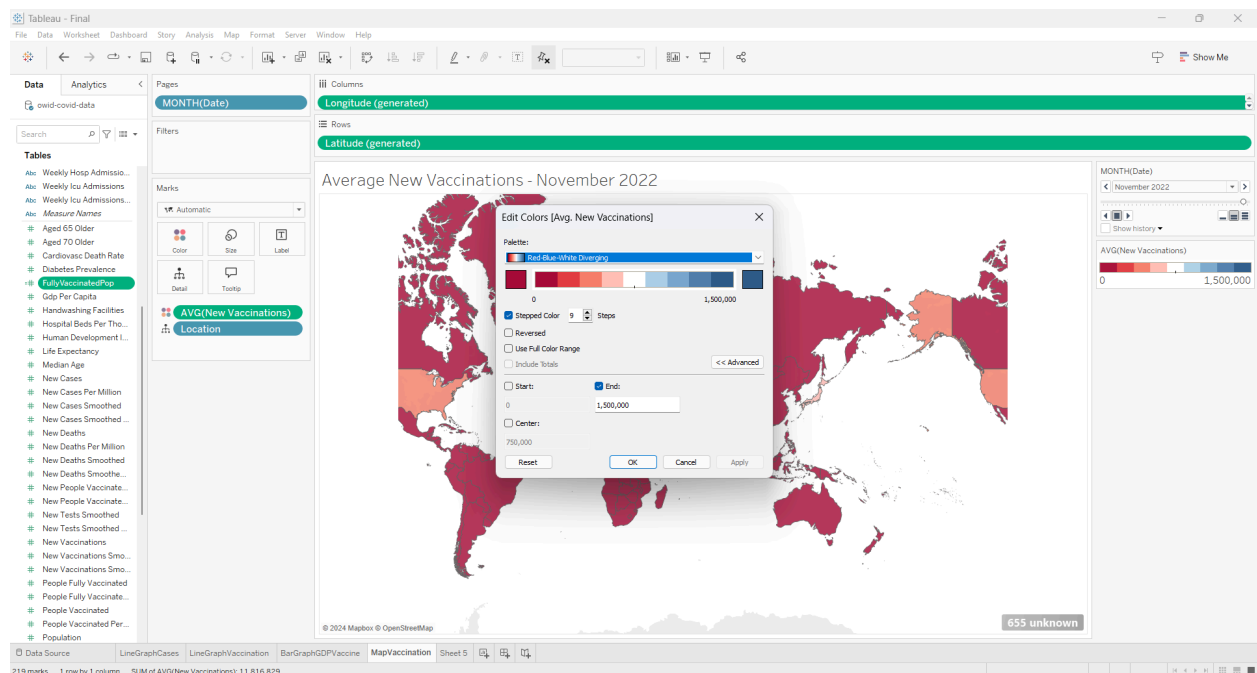 Tableau - Final
File Data Worksheet Dashboard Story Analysis Map Format Server Window Help
Show Me
Data Analytics
owid-covid-data
Search
Tables
Abc Weekly Hosp Admissio...
Abc Weekly Icu Admissions
Abc Weekly Icu Admissions...
Abc Measure Names
# Aged 65 Older
# Aged 70 Older
# Cardiovasc Death Rate
# Diabetes Prevalence
FullyVaccinatedPop
# Gdp Per Capita
# Handwashing Facilities
# Hospital Beds Per Tho...
# Human Development I...
# Life Expectancy
# Median Age
# New Cases
# New Cases Per Million
# New Cases Smoothed
# New Cases Smoothed ...
# New Deaths
# New Deaths Per Million
# New Deaths Smoothed
# New Deaths Smoothe...
# New People Vaccinate...
# New People Vaccinate...
# New Tests Smoothed
# New Tests Smoothed ...
# New Vaccinations
# New Vaccinations Smo...
# New Vaccinations Smo...
# People Fully Vaccinated
# People Fully Vaccinate...
# People Vaccinated
# People Vaccinated Per...
# Population
Pages
MONTH(Date)
Filters
Marks
Automatic
Color Size Label
Detail Tooltip
AVG(New Vaccinations)
Location
Columns
Longitude (generated)
Rows
Latitude (generated)
Average New Vaccinations - November 2022
Edit Colors [Avg. New Vaccinations]
Palette:
Red-Blue-White Diverging
0 1,500,000
Stepped Color 9 Steps
Reversed
Use Full Color Range
Include Totals
<< Advanced
Start: End:
0 1,500,000
Center:
750,000
Reset OK Cancel Apply
© 2024 Mapbox © OpenStreetMap
655 unknown
MONTH(Date)
November 2022
Show history
AVG(New Vaccinations)
0 1,500,000
Data Source LineGraphCases LineGraphVaccination BarGraphGDPVaccine MapVaccination Sheet 5
219 marks 1 row by 1 column SUM of AVG(New Vaccinations): 11,816,829